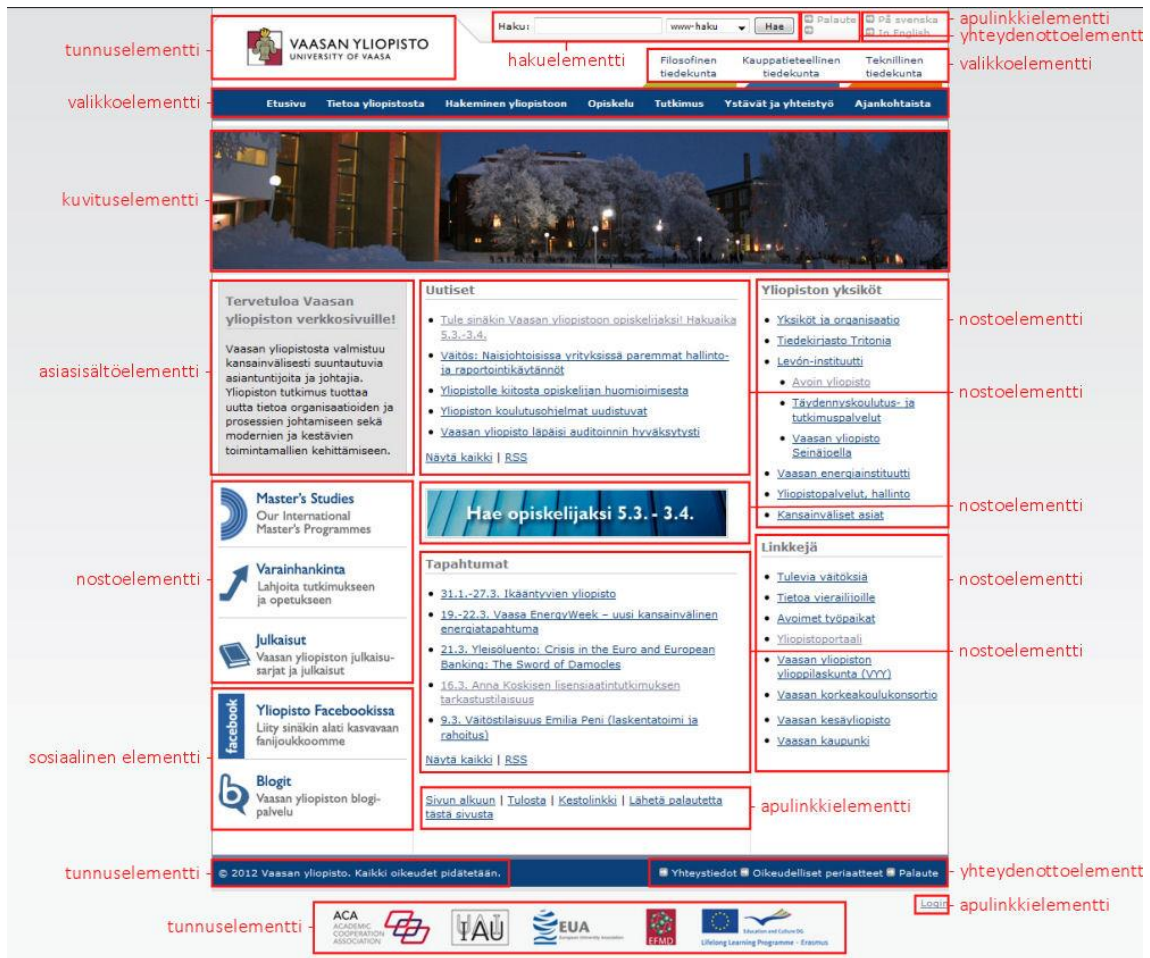 tunnuselementti
VAASAN YLIOPISTO
UNIVERSITY OF VAASA
Haku:
www-haku
Hae
hakuelementti
Palaute
På svenska
In English
apulinkkielementti
yhteydenottoelementti
Filosofinen tiedekunta
Kauppatieteellinen tiedekunta
Teknillinen tiedekunta
valikkoelementti
valikkoelementti
Etusivu Tietoa yliopistosta Hakeminen yliopistoon Opiskelu Tutkimus Ystävät ja yhteistyö Ajankohtaista
kuvituselementti
asiasisältöelementti
Tervetuloa Vaasan
yliopiston verkkosivuille!
Vaasan yliopistosta valmistuu
kansainvälisesti suuntautuvia
asiantuntijoita ja johtajia.
Yliopiston tutkimus tuottaa
uutta tietoa organisaatioiden ja
prosessien johtamiseen sekä
modernien ja kestävien
toimintamallien kehittämiseen.
nostoelementti
Master's Studies
Our International
Master's Programmes
Varainhankinta
Lahjoita tutkimukseen
ja opetukseen
Julkaisut
Vaasan yliopiston julkaisu-
sarjat ja julkaisut
sosiaalinen elementti
facebook
Yliopisto Facebookissa
Liity sinäkin alati kasvavaan
fanijoukkoomme
Blogit
Vaasan yliopiston blogi-
palvelu
Uutiset
Tule sinäkin Vaasan yliopistoon opiskelijaksi! Hakuaika
5.3.-3.4.
Väitös: Naisjohtoisissa yrityksissä paremmat hallinto-
ja raportointikäytännöt
Yliopistolle kiitosta opiskelijan huomioimisesta
Yliopiston koulutusohjelmat uudistuvat
Vaasan yliopisto läpäisi auditoinnin hyväksytysti
Näytä kaikki | RSS
Hae opiskelijaksi 5.3. - 3.4.
Tapahtumat
31.1.-27.3. Ikääntyvien yliopisto
19.-22.3. Vaasa EnergyWeek – uusi kansainvälinen
energiatapahtuma
21.3. Yleisöluento: Crisis in the Euro and European
Banking: The Sword of Damocles
16.3. Anna Koskisen lisensiaatintutkimuksen
tarkastustilaisuus
9.3. Väitöstilaisuus Emilia Peni (laskentatoimi ja
rahoitus)
Näytä kaikki | RSS
Sivun alkuun | Tulosta | Kestolinkki | Lähetä palautetta
tästä sivusta
apulinkkielementti
Yliopiston yksiköt
Yksiköt ja organisaatio
Tiedekirjasto Tritonia
Levón-instituutti
Avoin yliopisto
Täydennyskoulutus- ja
tutkimuspalvelut
Vaasan yliopisto
Seinäjoella
Vaasan energiainstituutti
Yliopistopalvelut, hallinto
Kansainväliset asiat
nostoelementti
nostoelementti
nostoelementti
Linkkejä
Tulevia väitöksiä
Tietoa vierailijoille
Avoimet työpaikat
Yliopistoportaali
Vaasan yliopiston
ylioppilaskunta (VYY)
Vaasan korkeakoulukonsortio
Vaasan kesäyliopisto
Vaasan kaupunki
nostoelementti
nostoelementti
tunnuselementti
© 2012 Vaasan yliopisto. Kaikki oikeudet pidätetään.
Yhteystiedot Oikeudelliset periaatteet Palaute
yhteydenottoelementti
Login
apulinkkielementti
tunnuselementti
ACA
ACADEMIC
COOPERATION
ASSOCIATION
IAU
EUA
European University Association
EFMD
Education and Culture DG
Lifelong Learning Programme - Erasmus